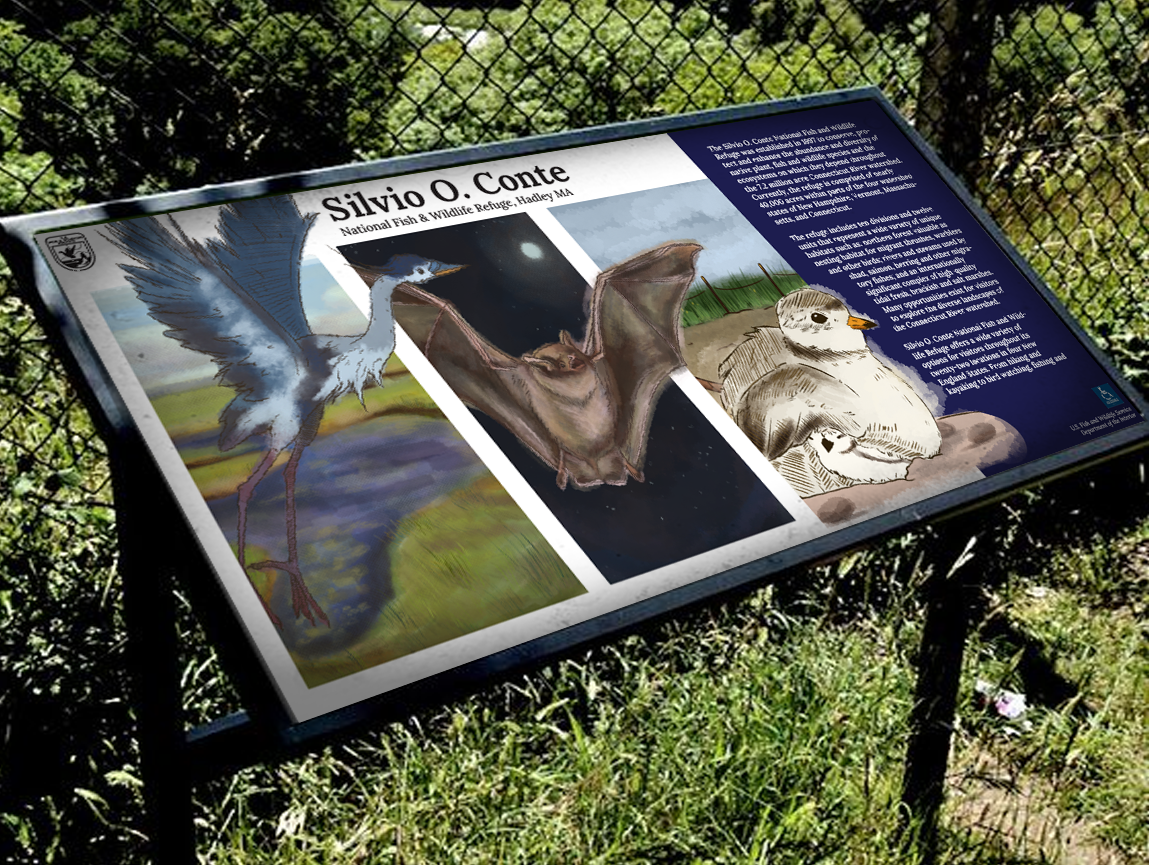 Silvio O. Conte
National Fish & Wildlife Refuge, Hadley MA
The Silvio O. Conte National Fish and Wildlife
Refuge was established in 1997 to conserve, pro-
tect and enhance the abundance and diversity of
native plant, fish and wildlife species and the
ecosystems on which they depend throughout
the 7.2 million acre Connecticut River watershed.
Currently, the refuge is comprised of nearly
40,000 acres within parts of the four watershed
states of New Hampshire, Vermont, Massachu-
setts, and Connecticut.
The refuge includes ten divisions and twelve
units that represent a wide variety of unique
habitats such as: northern forest valuable as
nesting habitat for migrant thrushes, warblers
and other birds; rivers and streams used by
shad, salmon, herring and other migra-
tory fishes; and an internationally
significant complex of high-quality
tidal fresh, brackish and salt marshes.
Many opportunities exist for visitors
to explore the diverse landscapes of
the Connecticut River watershed.
Silvio O. Conte National Fish and Wild-
life Refuge offers a wide variety of
options for visitors throughout its
twenty-two locations in four New
England states. From hiking and
kayaking to bird watching, fishing and
U.S. Fish and Wildlife Service
Department of the Interior